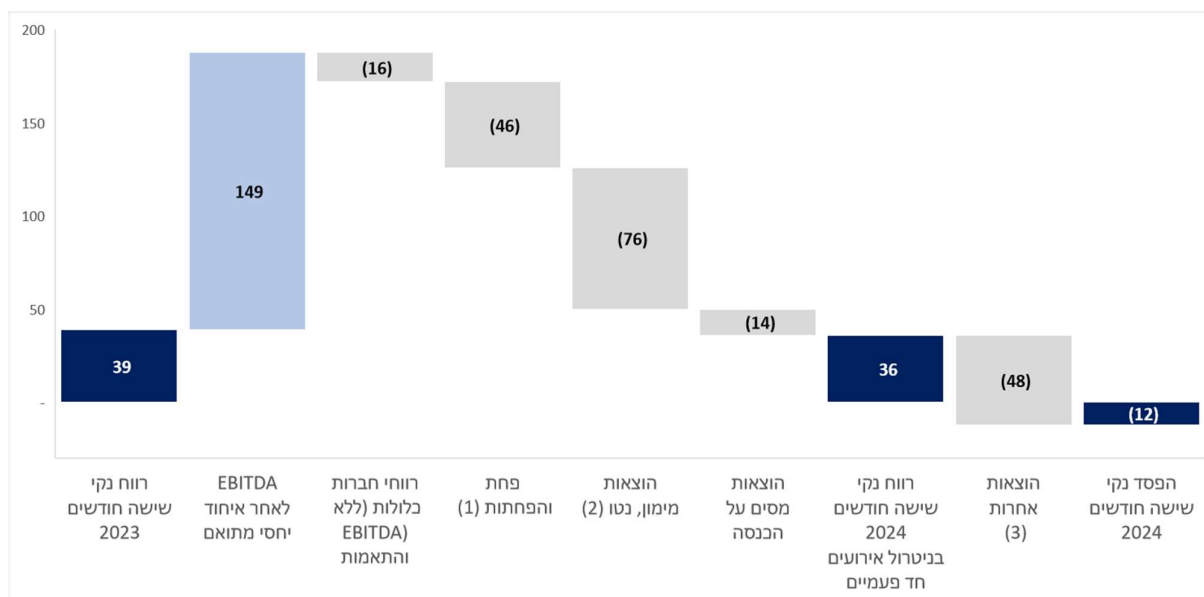 200
150
100
50
-
39
149
(16)
(46)
(76)
(14)
36
(48)
(12)
רווח נקי
שישה חודשים
2023
EBITDA
לאחר איחוד
יחסי מתואם
רווחי חברות
כלולות (ללא
EBITDA)
והתאמות
פחת
והפחתות (1)
הוצאות
מימון, נטו (2)
הוצאות
מסים על
הכנסה
רווח נקי
שישה חודשים
2024
בניטרול אירועים
חד פעמיים
הוצאות
אחרות
(3)
הפסד נקי
שישה חודשים
2024